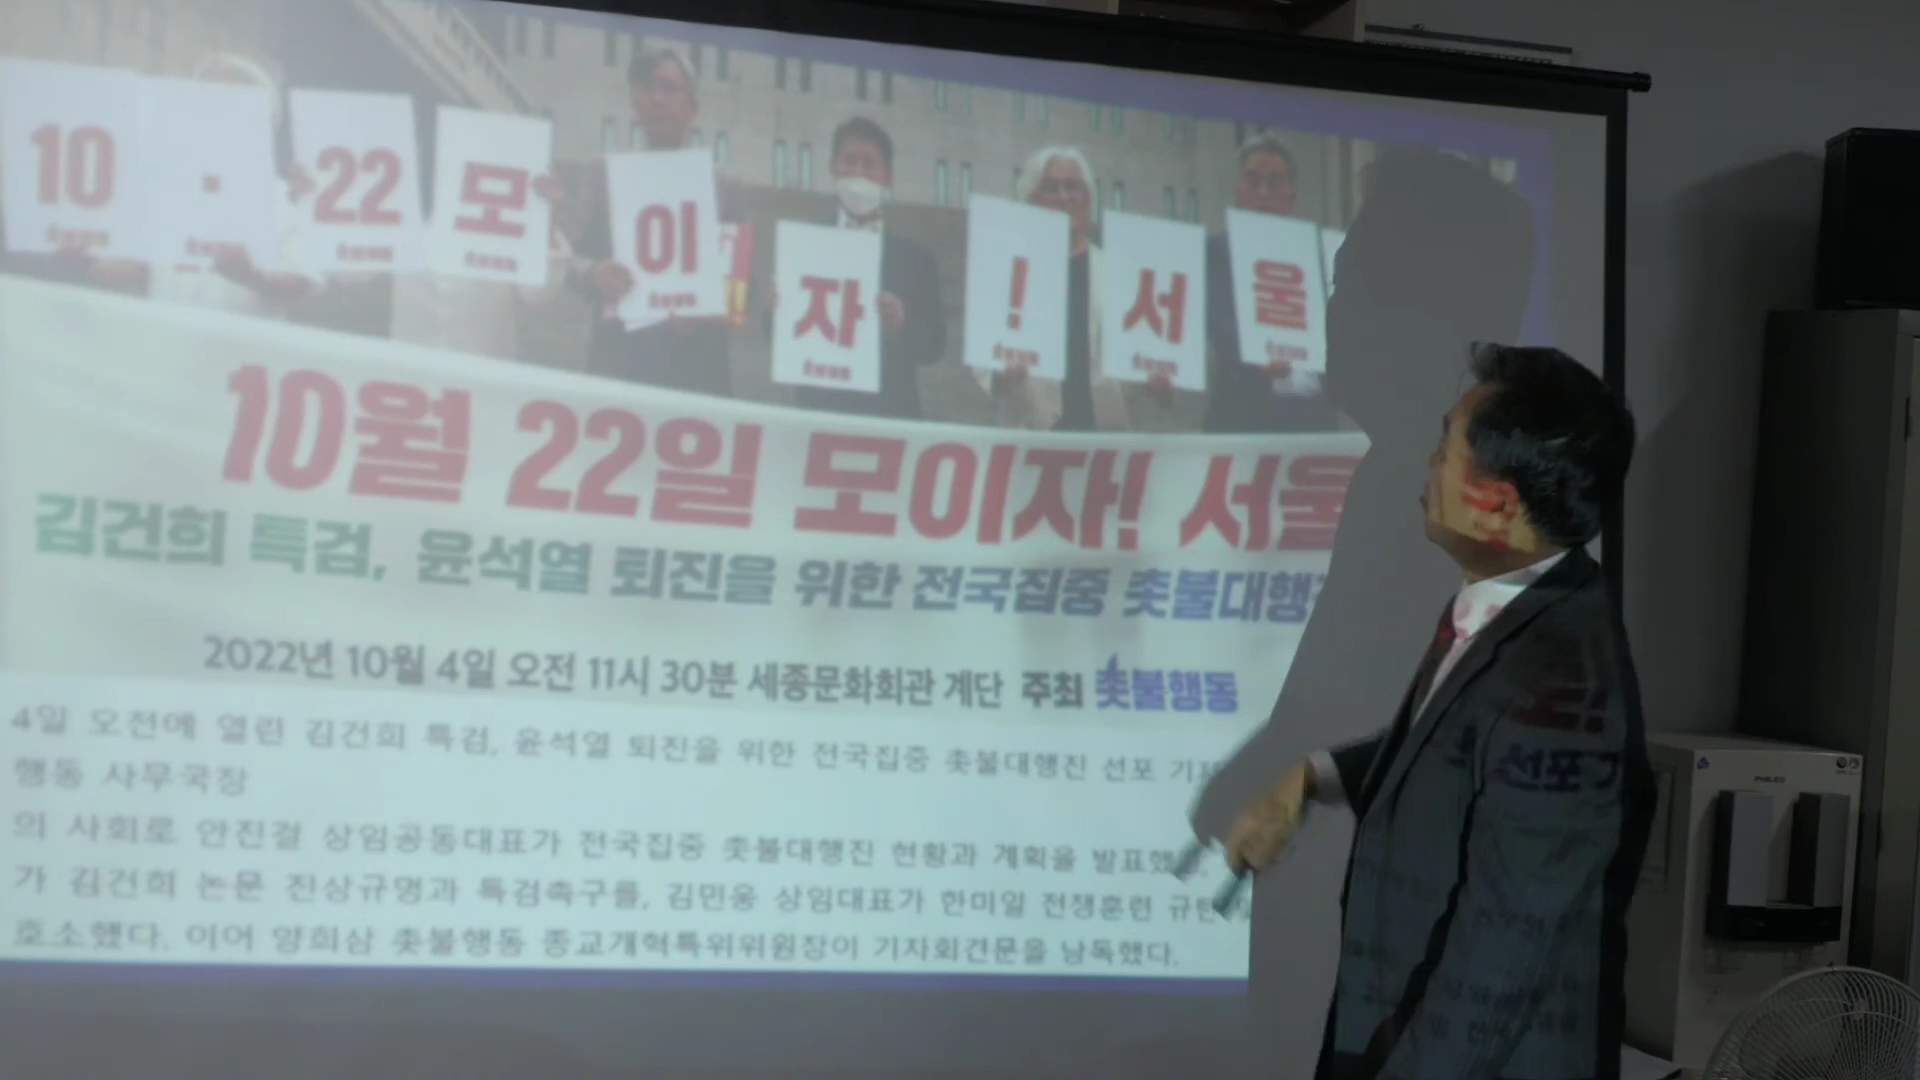 10 · 22 모 이 자 ! 서 울
10월 22일 모이자! 서울
김건희 특검, 윤석열 퇴진을 위한 전국집중 촛불대행
2022년 10월 4일 오전 11시 30분 세종문화회관 계단 주최 촛불행동
4일 오전에 열린 김건희 특검, 윤석열 퇴진을 위한 전국집중 촛불대행진 선포
행동 사무국장
의 사회로 안진걸 상임공동대표가 전국집중 촛불대행진 현황과 계획을 발표했고,
가 김건희 논문 진상규명과 특검촉구를, 김민웅 상임대표가 한미일 전쟁훈련 규탄
호소했다. 이어 양희삼 촛불행동 종교개혁특위위원장이 기자회견문을 낭독했다.
선포
PHILCO